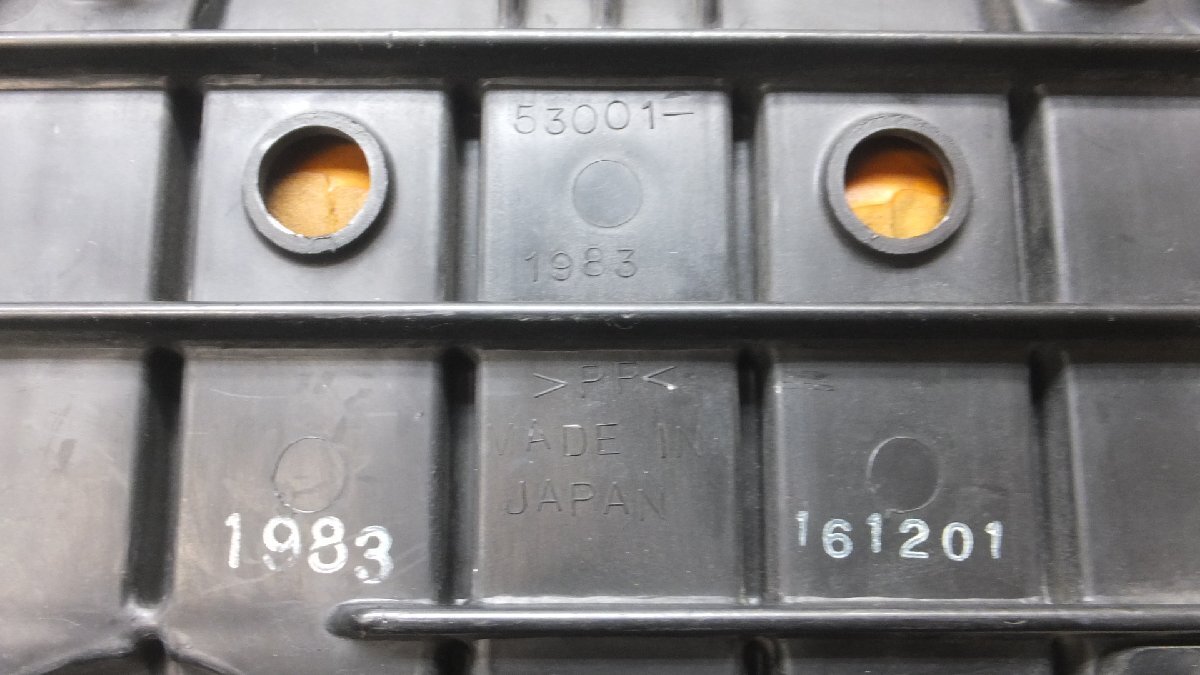 53001-
1983
>PP<
MADE IN
JAPAN
1983
161201